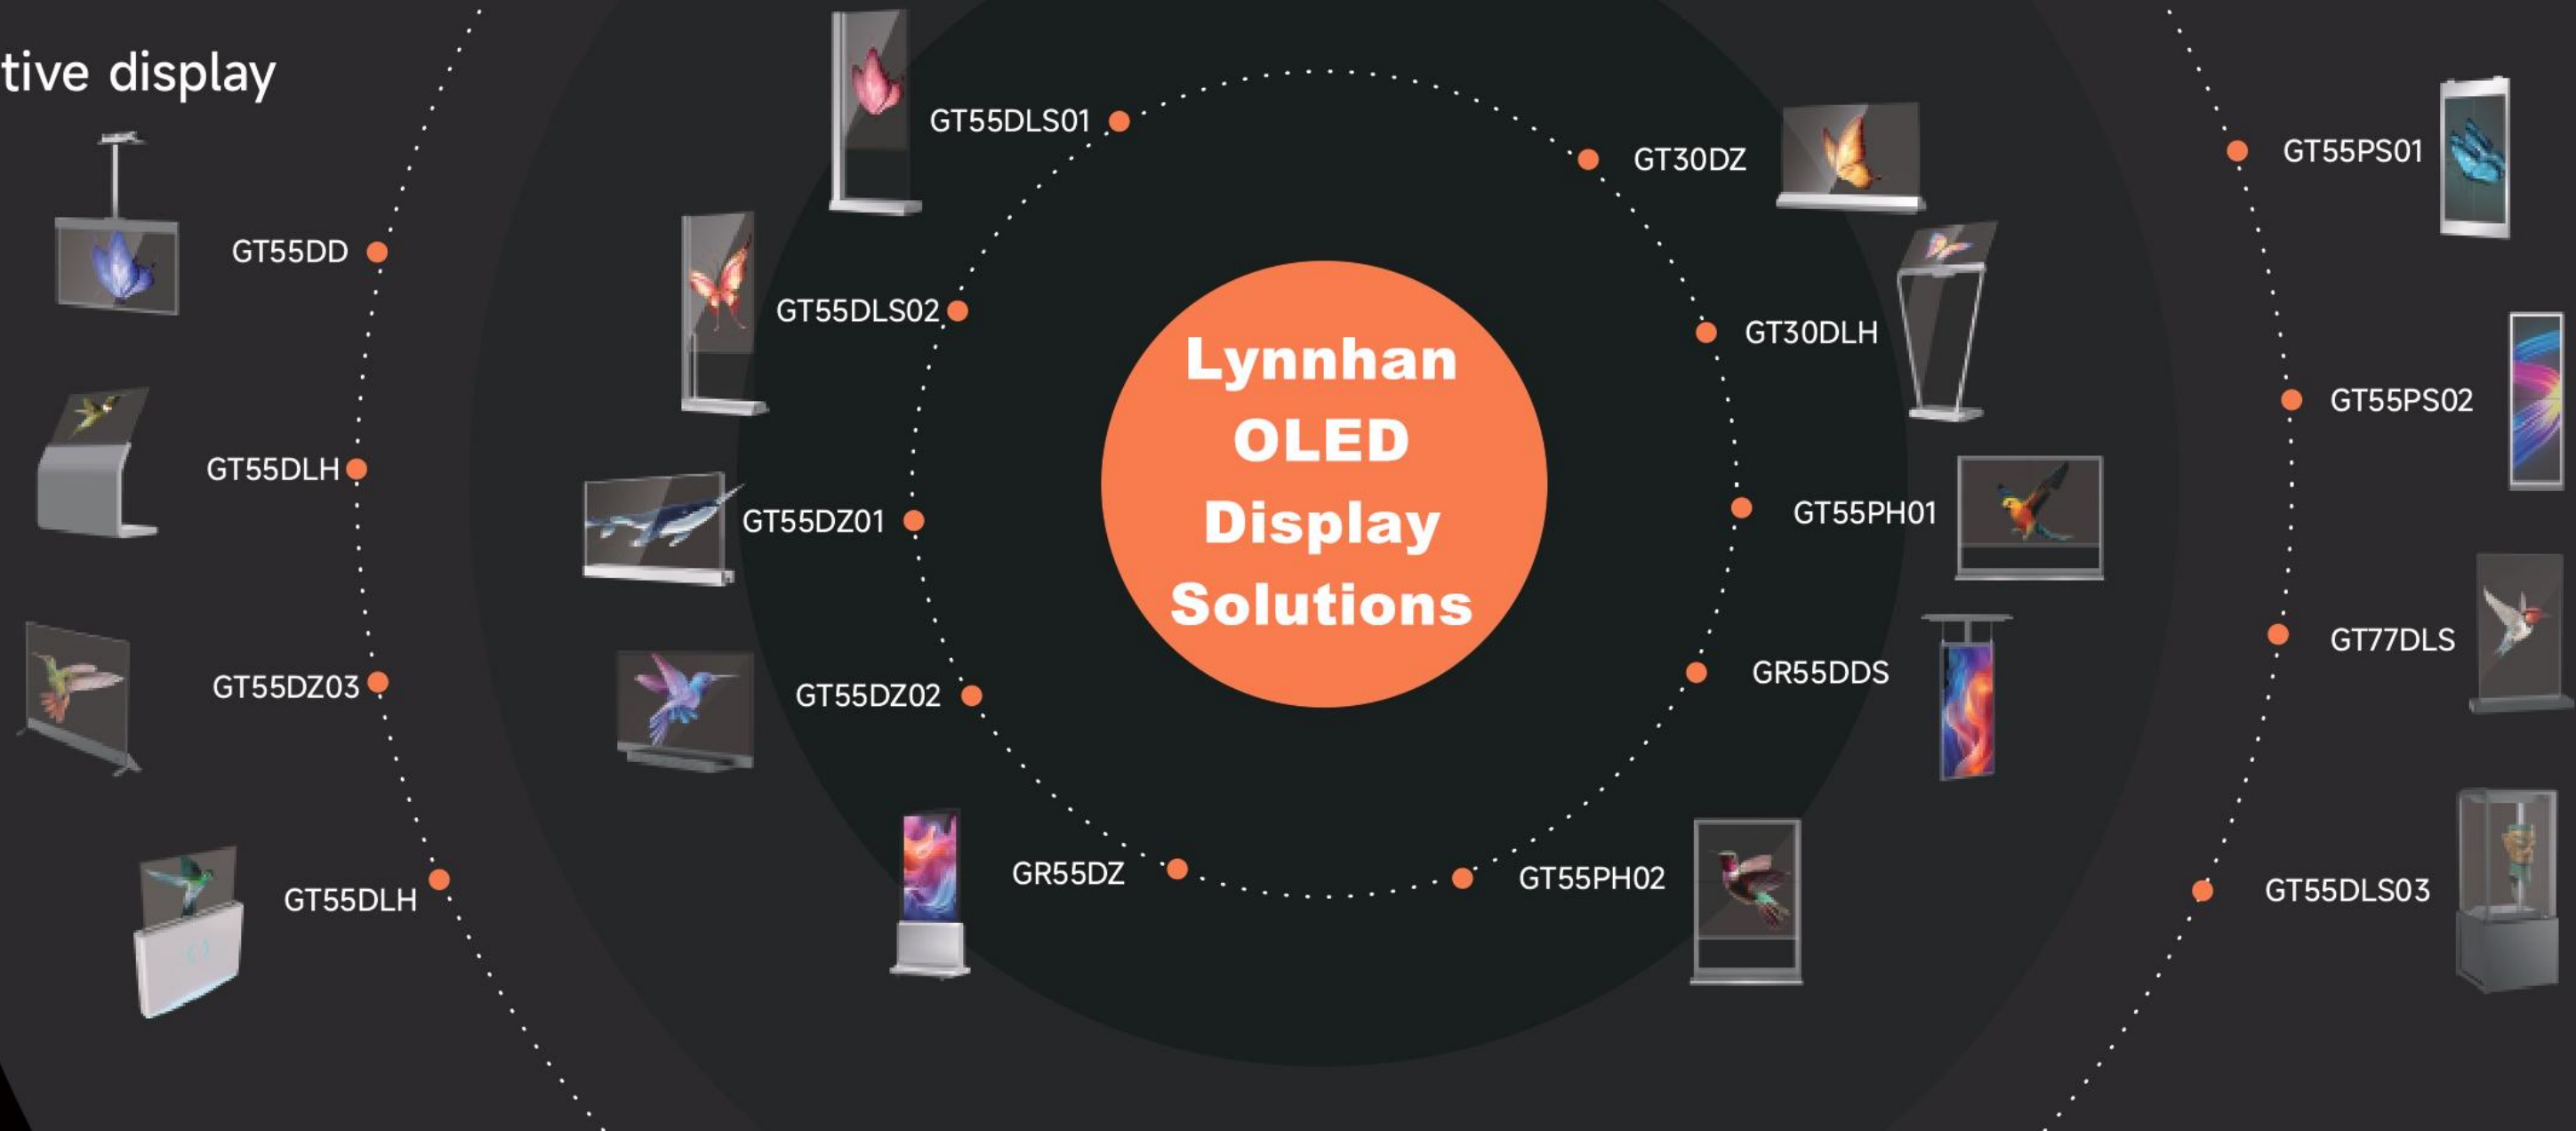 tive display
GT55DD
GT55DLH
GT55DZ03
GT55DLH
GT55DLS01
GT55DLS02
GT55DZ01
GT55DZ02
GR55DZ
Lynnhan
OLED
Display
Solutions
GT30DZ
GT30DLH
GT55PH01
GR55DDS
GT55PH02
GT55PS01
GT55PS02
GT77DLS
GT55DLS03